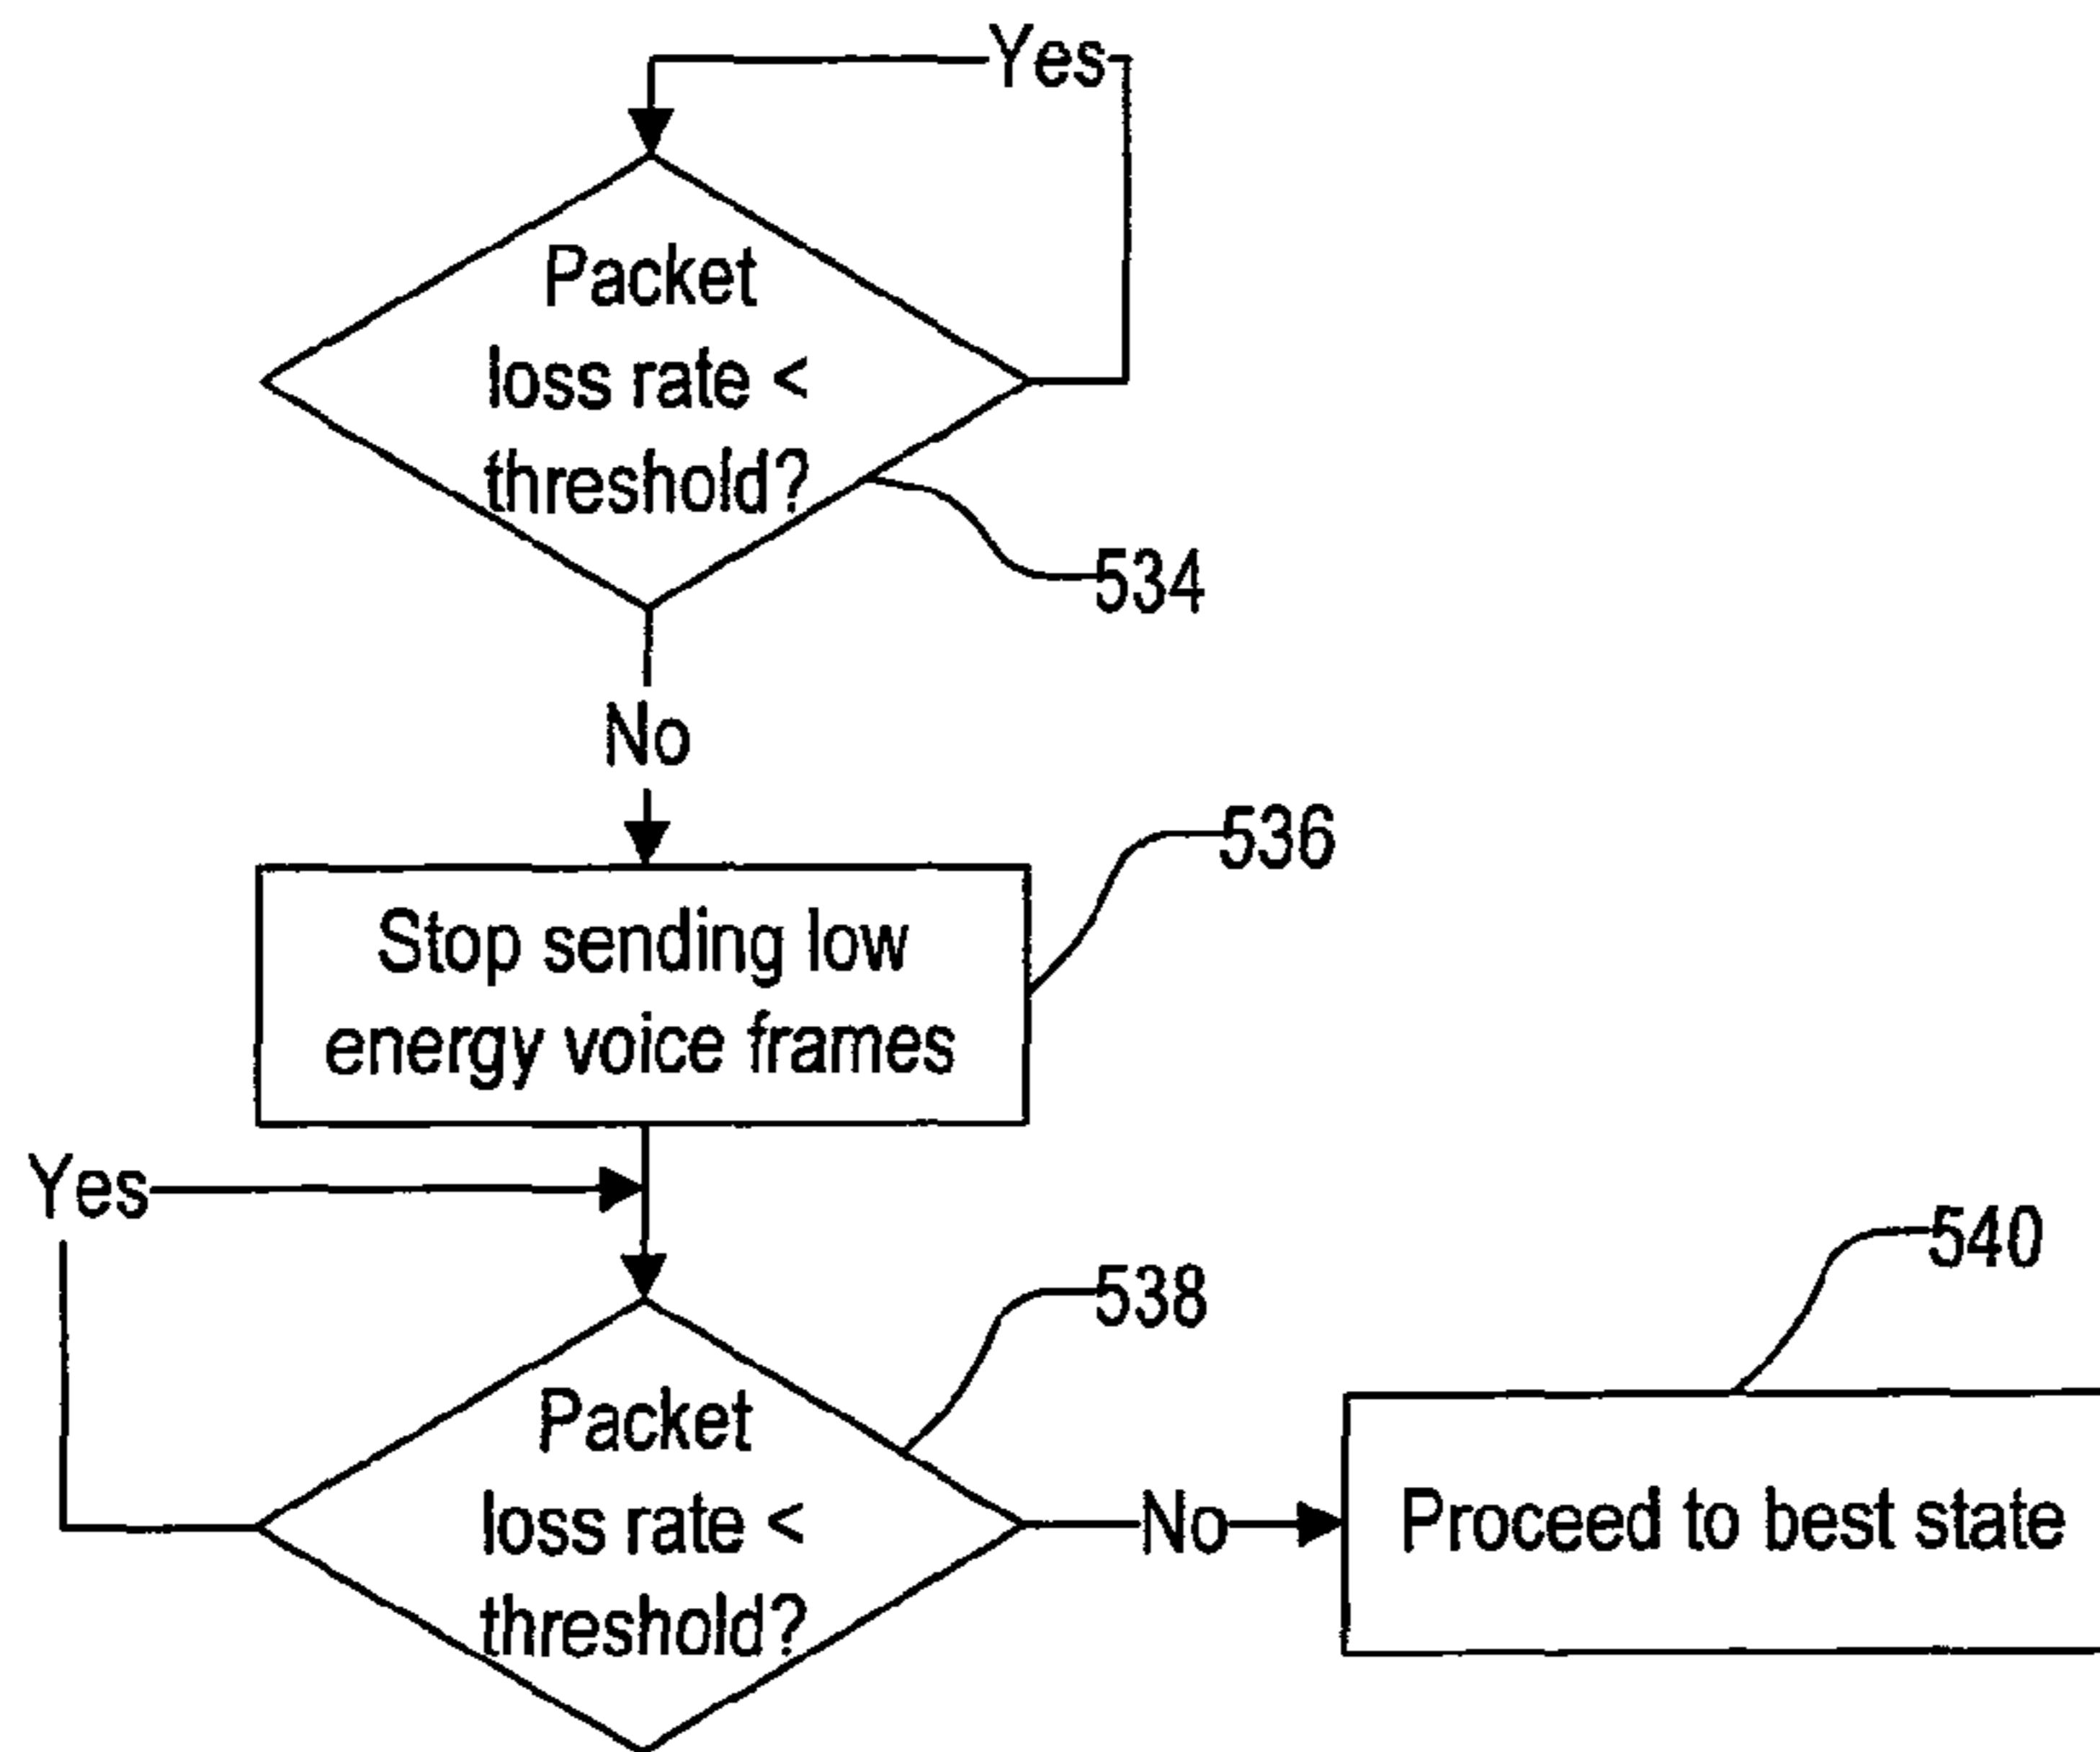 Yes
Packet
loss rate <
threshold?
534
No
536
Stop sending low
energy voice frames
Yes
540
538
Packet
loss rate <
threshold?
No
Proceed to best state